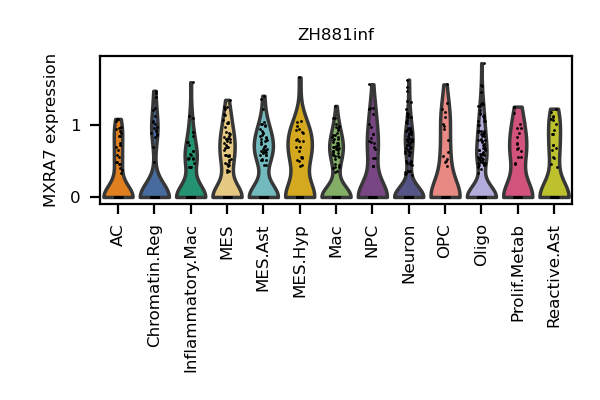 ZH881inf
MXRA7 expression
1
0
AC
Chromatin.Reg
Inflammatory.Mac
MES
MES.Ast
MES.Hyp
Mac
NPC
Neuron
OPC
Oligo
Prolif.Metab
Reactive.Ast